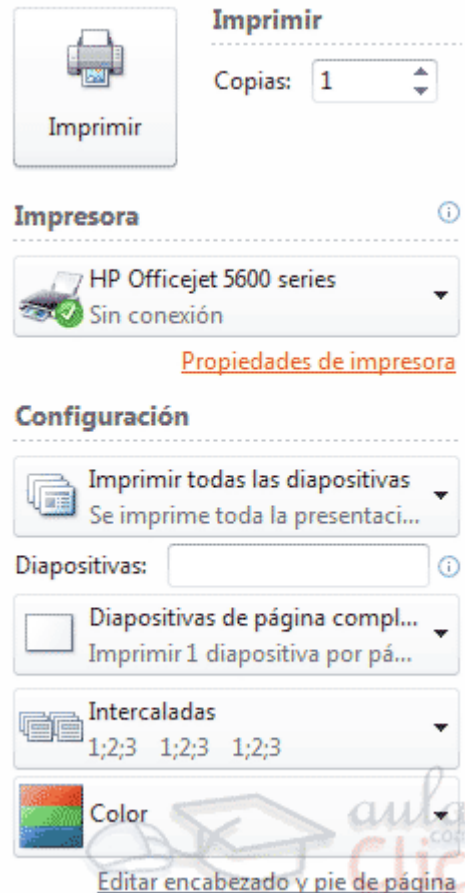 Imprimir
Copias: 1
Imprimir
Impresora
HP Officejet 5600 series
Sin conexión
Propiedades de impresora
Configuración
Imprimir todas las diapositivas
Se imprime toda la presentaci...
Diapositivas:
Diapositivas de página compl...
Imprimir 1 diapositiva por pá...
Intercaladas
1;2;3 1;2;3 1;2;3
Color
aula
Clic
Editar encabezado y pie de página